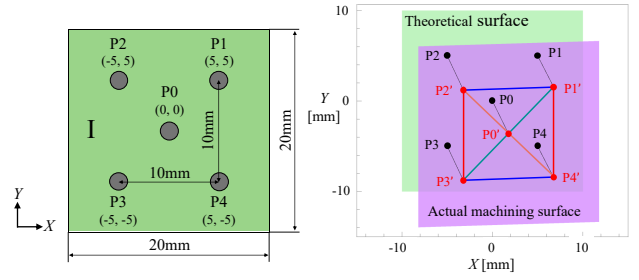 P2
(-5, 5)
P1
(5, 5)
P0
(0, 0)
I
10mm
10mm
20mm
P3
(-5, -5)
P4
(5, -5)
20mm
Y
X
Theoretical surface
10
0
-10
Y
[mm]
P2
P1
P2′
P1′
P0
P0′
P3
P4
P3′
P4′
Actual machining surface
-10
0
10
X [mm]